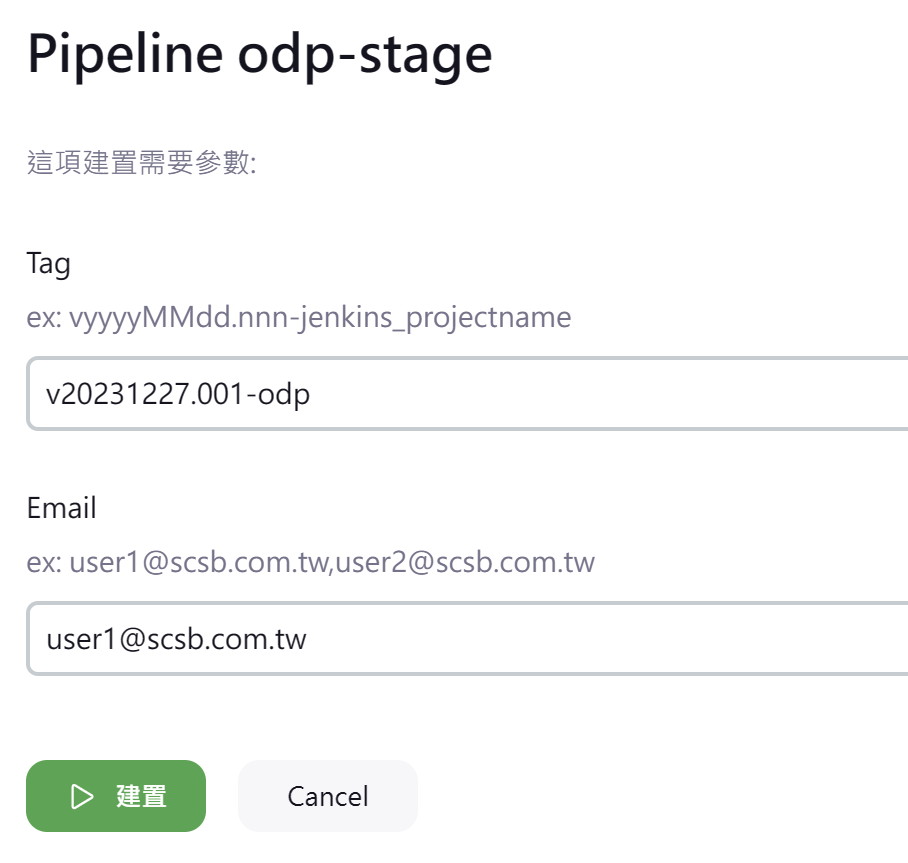 Pipeline odp-stage
這項建置需要參數:
Tag
ex: vyyyyMMdd.nnn-jenkins_projectname
v20231227.001-odp
Email
ex: user1@scsb.com.tw,user2@scsb.com.tw
user1@scsb.com.tw
建置 Cancel